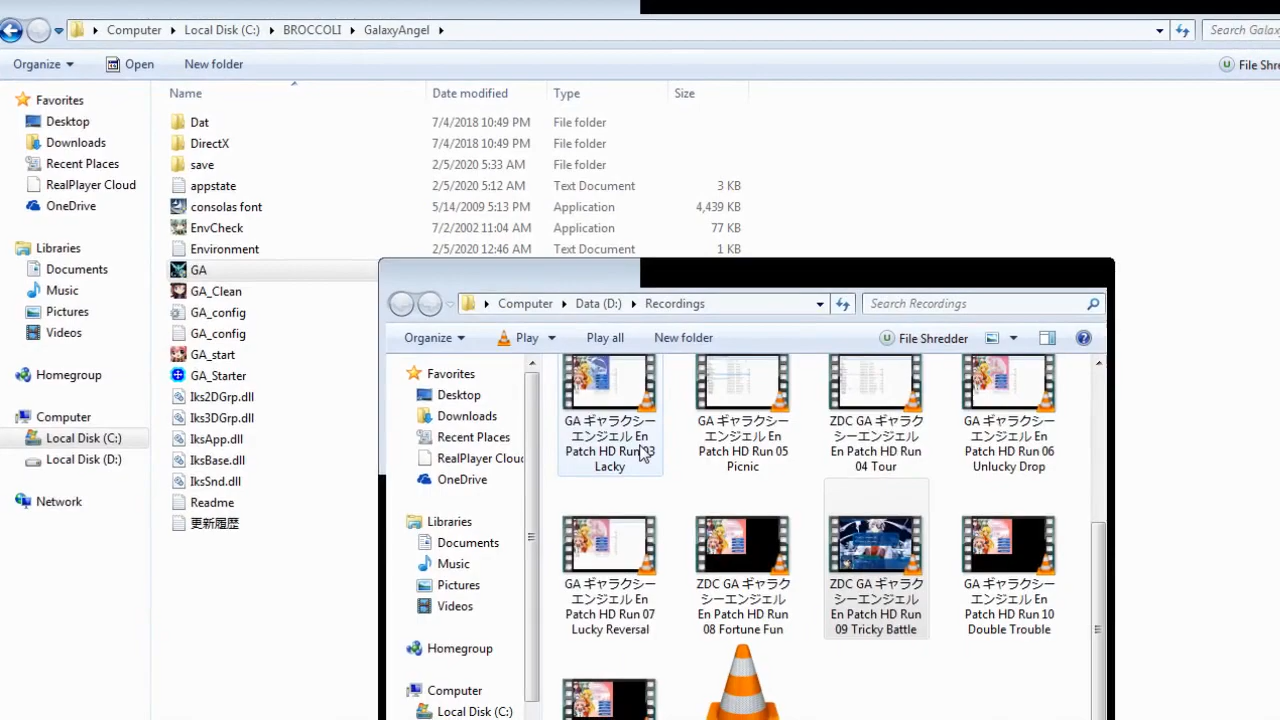 Computer Local Disk (C:) BROCCOLI GalaxyAngel
Search Galax
Organize Open New folder
File Shre
Name Date modified Type Size
Favorites
Desktop
Downloads
Recent Places
RealPlayer Cloud
OneDrive
Libraries
Documents
Music
Pictures
Videos
Homegroup
Computer
Local Disk (C:)
Local Disk (D:)
Network
Dat 7/4/2018 10:49 PM File folder
DirectX 7/4/2018 10:49 PM File folder
save 2/5/2020 5:33 AM File folder
appstate 2/5/2020 5:12 AM Text Document 3 KB
consolas font 5/14/2009 5:13 PM Application 4,439 KB
EnvCheck 7/2/2002 11:04 AM Application 77 KB
Environment 2/5/2020 12:46 AM Text Document 1 KB
GA
GA_Clean
GA_config
GA_config
GA_start
GA_Starter
Iks2DGrp.dll
Iks3DGrp.dll
IksApp.dll
IksBase.dll
IksSnd.dll
Readme
更新履歴
Computer Data (D:) Recordings
Search Recordings
Organize Play Play all New folder
File Shredder
Favorites
Desktop
Downloads
Recent Places
RealPlayer Clou
OneDrive
Libraries
Documents
Music
Pictures
Videos
Homegroup
Computer
Local Disk (C:)
GA ギャラクシー
エンジェル En
Patch HD Run 03
Lacky
GA ギャラクシー
エンジェル En
Patch HD Run 05
Picnic
ZDC GA ギャラク
シーエンジェル
En Patch HD Run
04 Tour
GA ギャラクシー
エンジェル En
Patch HD Run 06
Unlucky Drop
GA ギャラクシー
エンジェル En
Patch HD Run 07
Lucky Reversal
ZDC GA ギャラク
シーエンジェル
En Patch HD Run
08 Fortune Fun
ZDC GA ギャラク
シーエンジェル
En Patch HD Run
09 Tricky Battle
GA ギャラクシー
エンジェル En
Patch HD Run 10
Double Trouble